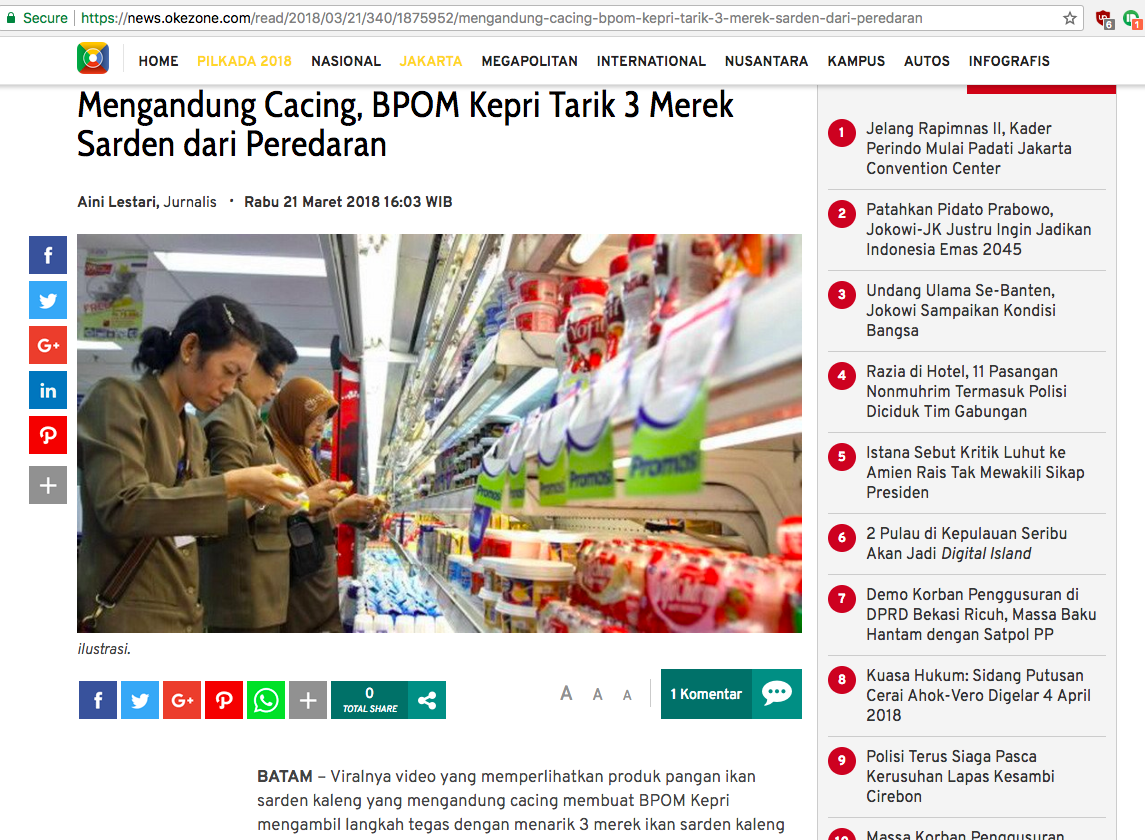 Secure
https://news.okezone.com/read/2018/03/21/340/1875952/mengandung-cacing-bpom-kepri-tarik-3-merek-sarden-dari-peredaran
6
1
HOME PILKADA 2018 NASIONAL JAKARTA MEGAPOLITAN INTERNATIONAL NUSANTARA KAMPUS AUTOS INFOGRAFIS
Mengandung Cacing, BPOM Kepri Tarik 3 Merek
Sarden dari Peredaran
Aini Lestari, Jurnalis · Rabu 21 Maret 2018 16:03 WIB
f
G+
in
+
Promosi
Promosi
ilustrasi.
f
G+
+
0
TOTAL SHARE
A A A
1 Komentar
BATAM – Viralnya video yang memperlihatkan produk pangan ikan
sarden kaleng yang mengandung cacing membuat BPOM Kepri
mengambil langkah tegas dengan menarik 3 merek ikan sarden kaleng
1 Jelang Rapimnas II, Kader
Perindo Mulai Padati Jakarta
Convention Center
2 Patahkan Pidato Prabowo,
Jokowi-JK Justru Ingin Jadikan
Indonesia Emas 2045
3 Undang Ulama Se-Banten,
Jokowi Sampaikan Kondisi
Bangsa
4 Razia di Hotel, 11 Pasangan
Nonmuhrim Termasuk Polisi
Diciduk Tim Gabungan
5 Istana Sebut Kritik Luhut ke
Amien Rais Tak Mewakili Sikap
Presiden
6 2 Pulau di Kepulauan Seribu
Akan Jadi Digital Island
7 Demo Korban Penggusuran di
DPRD Bekasi Ricuh, Massa Baku
Hantam dengan Satpol PP
8 Kuasa Hukum: Sidang Putusan
Cerai Ahok-Vero Digelar 4 April
2018
9 Polisi Terus Siaga Pasca
Kerusuhan Lapas Kesambi
Cirebon
10 Massa Korban Penggusuran